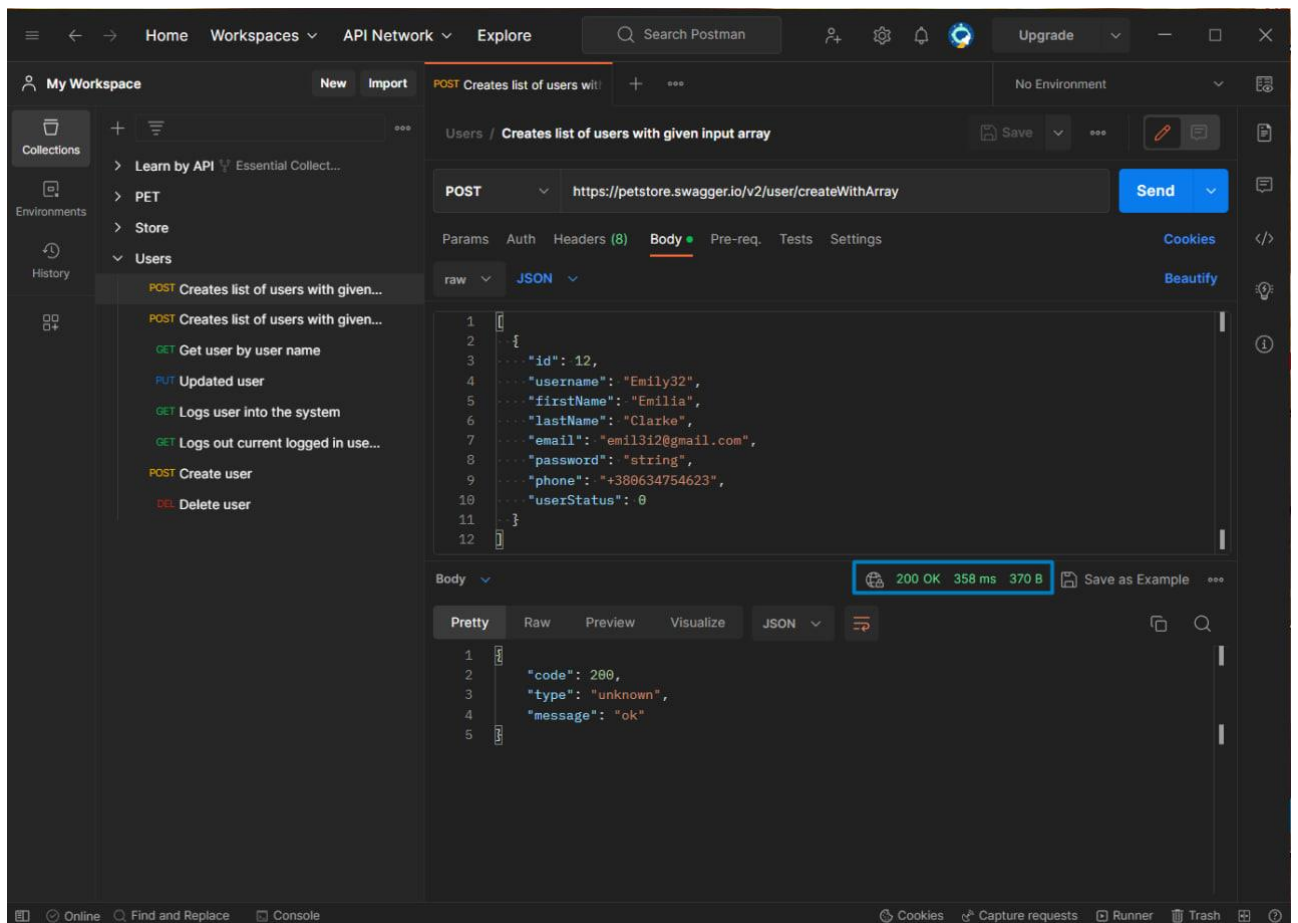 Home Workspaces API Network Explore Search Postman Upgrade
My Workspace New Import POST Creates list of users wit No Environment
Collections
Environments
History
Learn by API Essential Collect...
PET
Store
Users
POST Creates list of users with given...
POST Creates list of users with given...
GET Get user by user name
PUT Updated user
GET Logs user into the system
GET Logs out current logged in use...
POST Create user
DEL Delete user
Users / Creates list of users with given input array Save
POST https://petstore.swagger.io/v2/user/createWithArray Send
Params Auth Headers (8) Body Pre-req. Tests Settings Cookies
raw JSON Beautify
1 [
2 {
3 "id": 12,
4 "username": "Emily32",
5 "firstName": "Emilia",
6 "lastName": "Clarke",
7 "email": "emil3i2@gmail.com",
8 "password": "string",
9 "phone": "+380634754623",
10 "userStatus": 0
11 }
12 ]
Body 200 OK 358 ms 370 B Save as Example
Pretty Raw Preview Visualize JSON
1 {
2 "code": 200,
3 "type": "unknown",
4 "message": "ok"
5 }
Online Find and Replace Console Cookies Capture requests Runner Trash